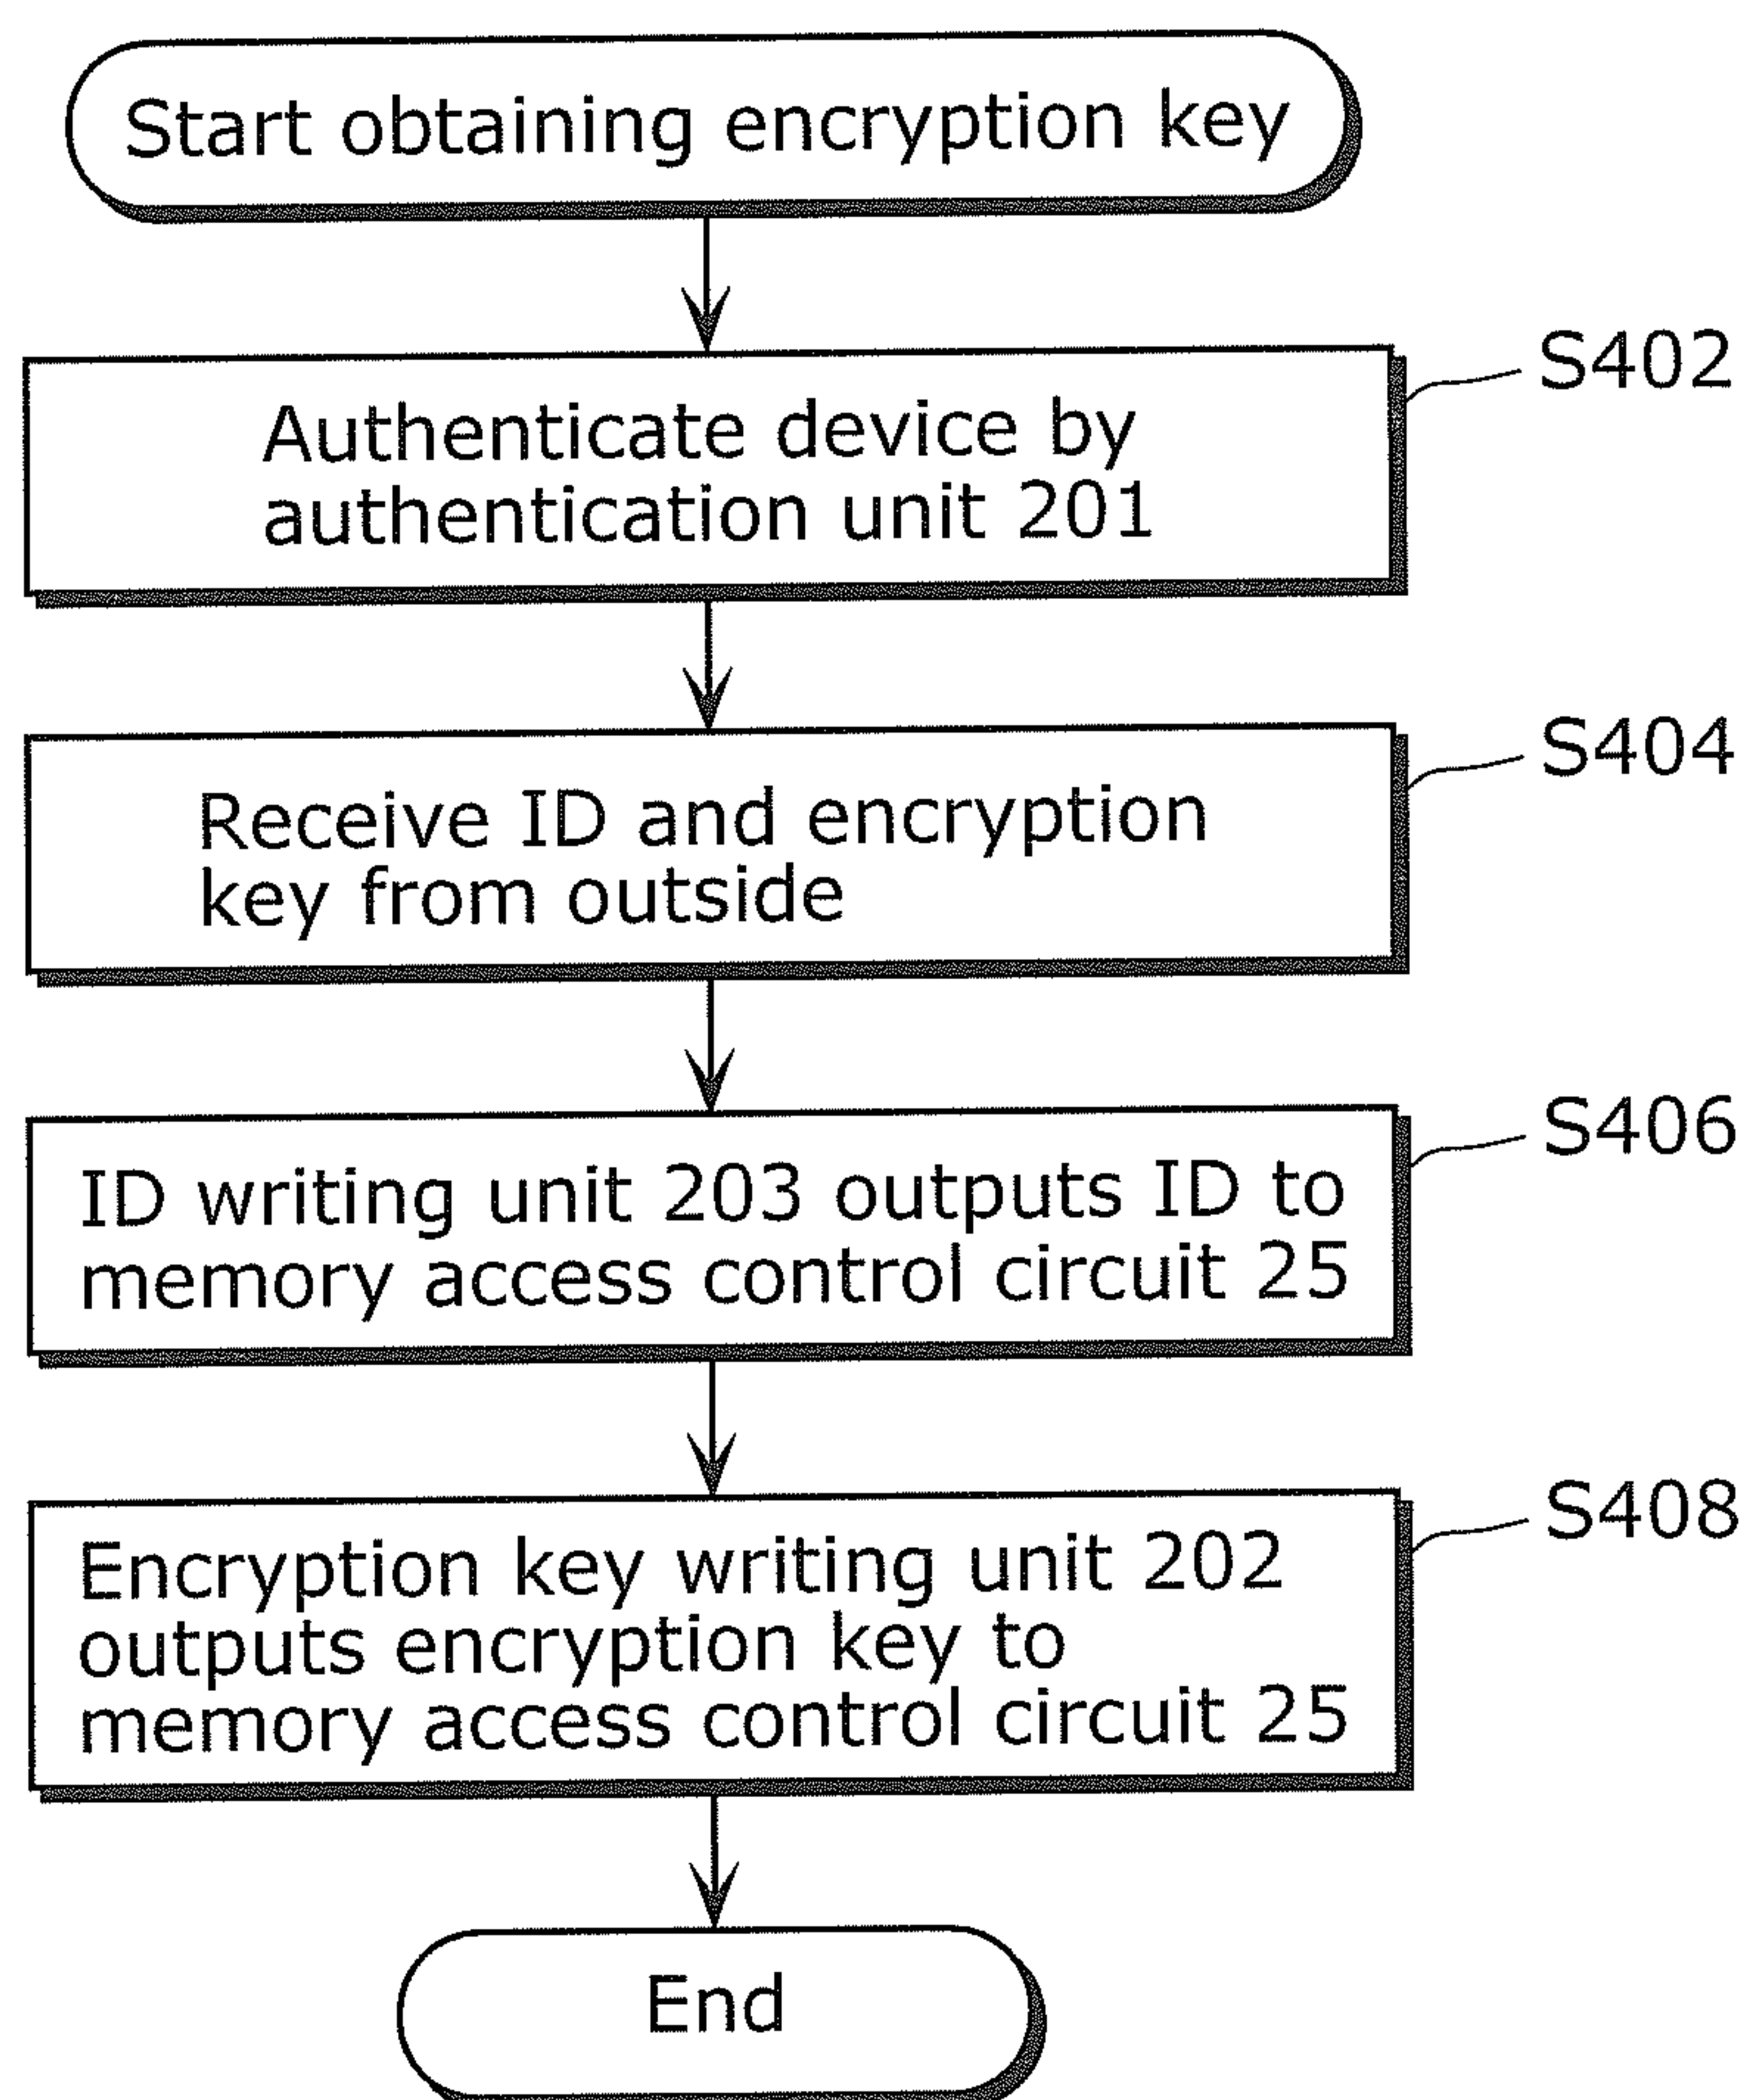 Start obtaining encryption key
S402
Authenticate device by
authentication unit 201
S404
Receive ID and encryption
key from outside
S406
ID writing unit 203 outputs ID to
memory access control circuit 25
S408
Encryption key writing unit 202
outputs encryption key to
memory access control circuit 25
End